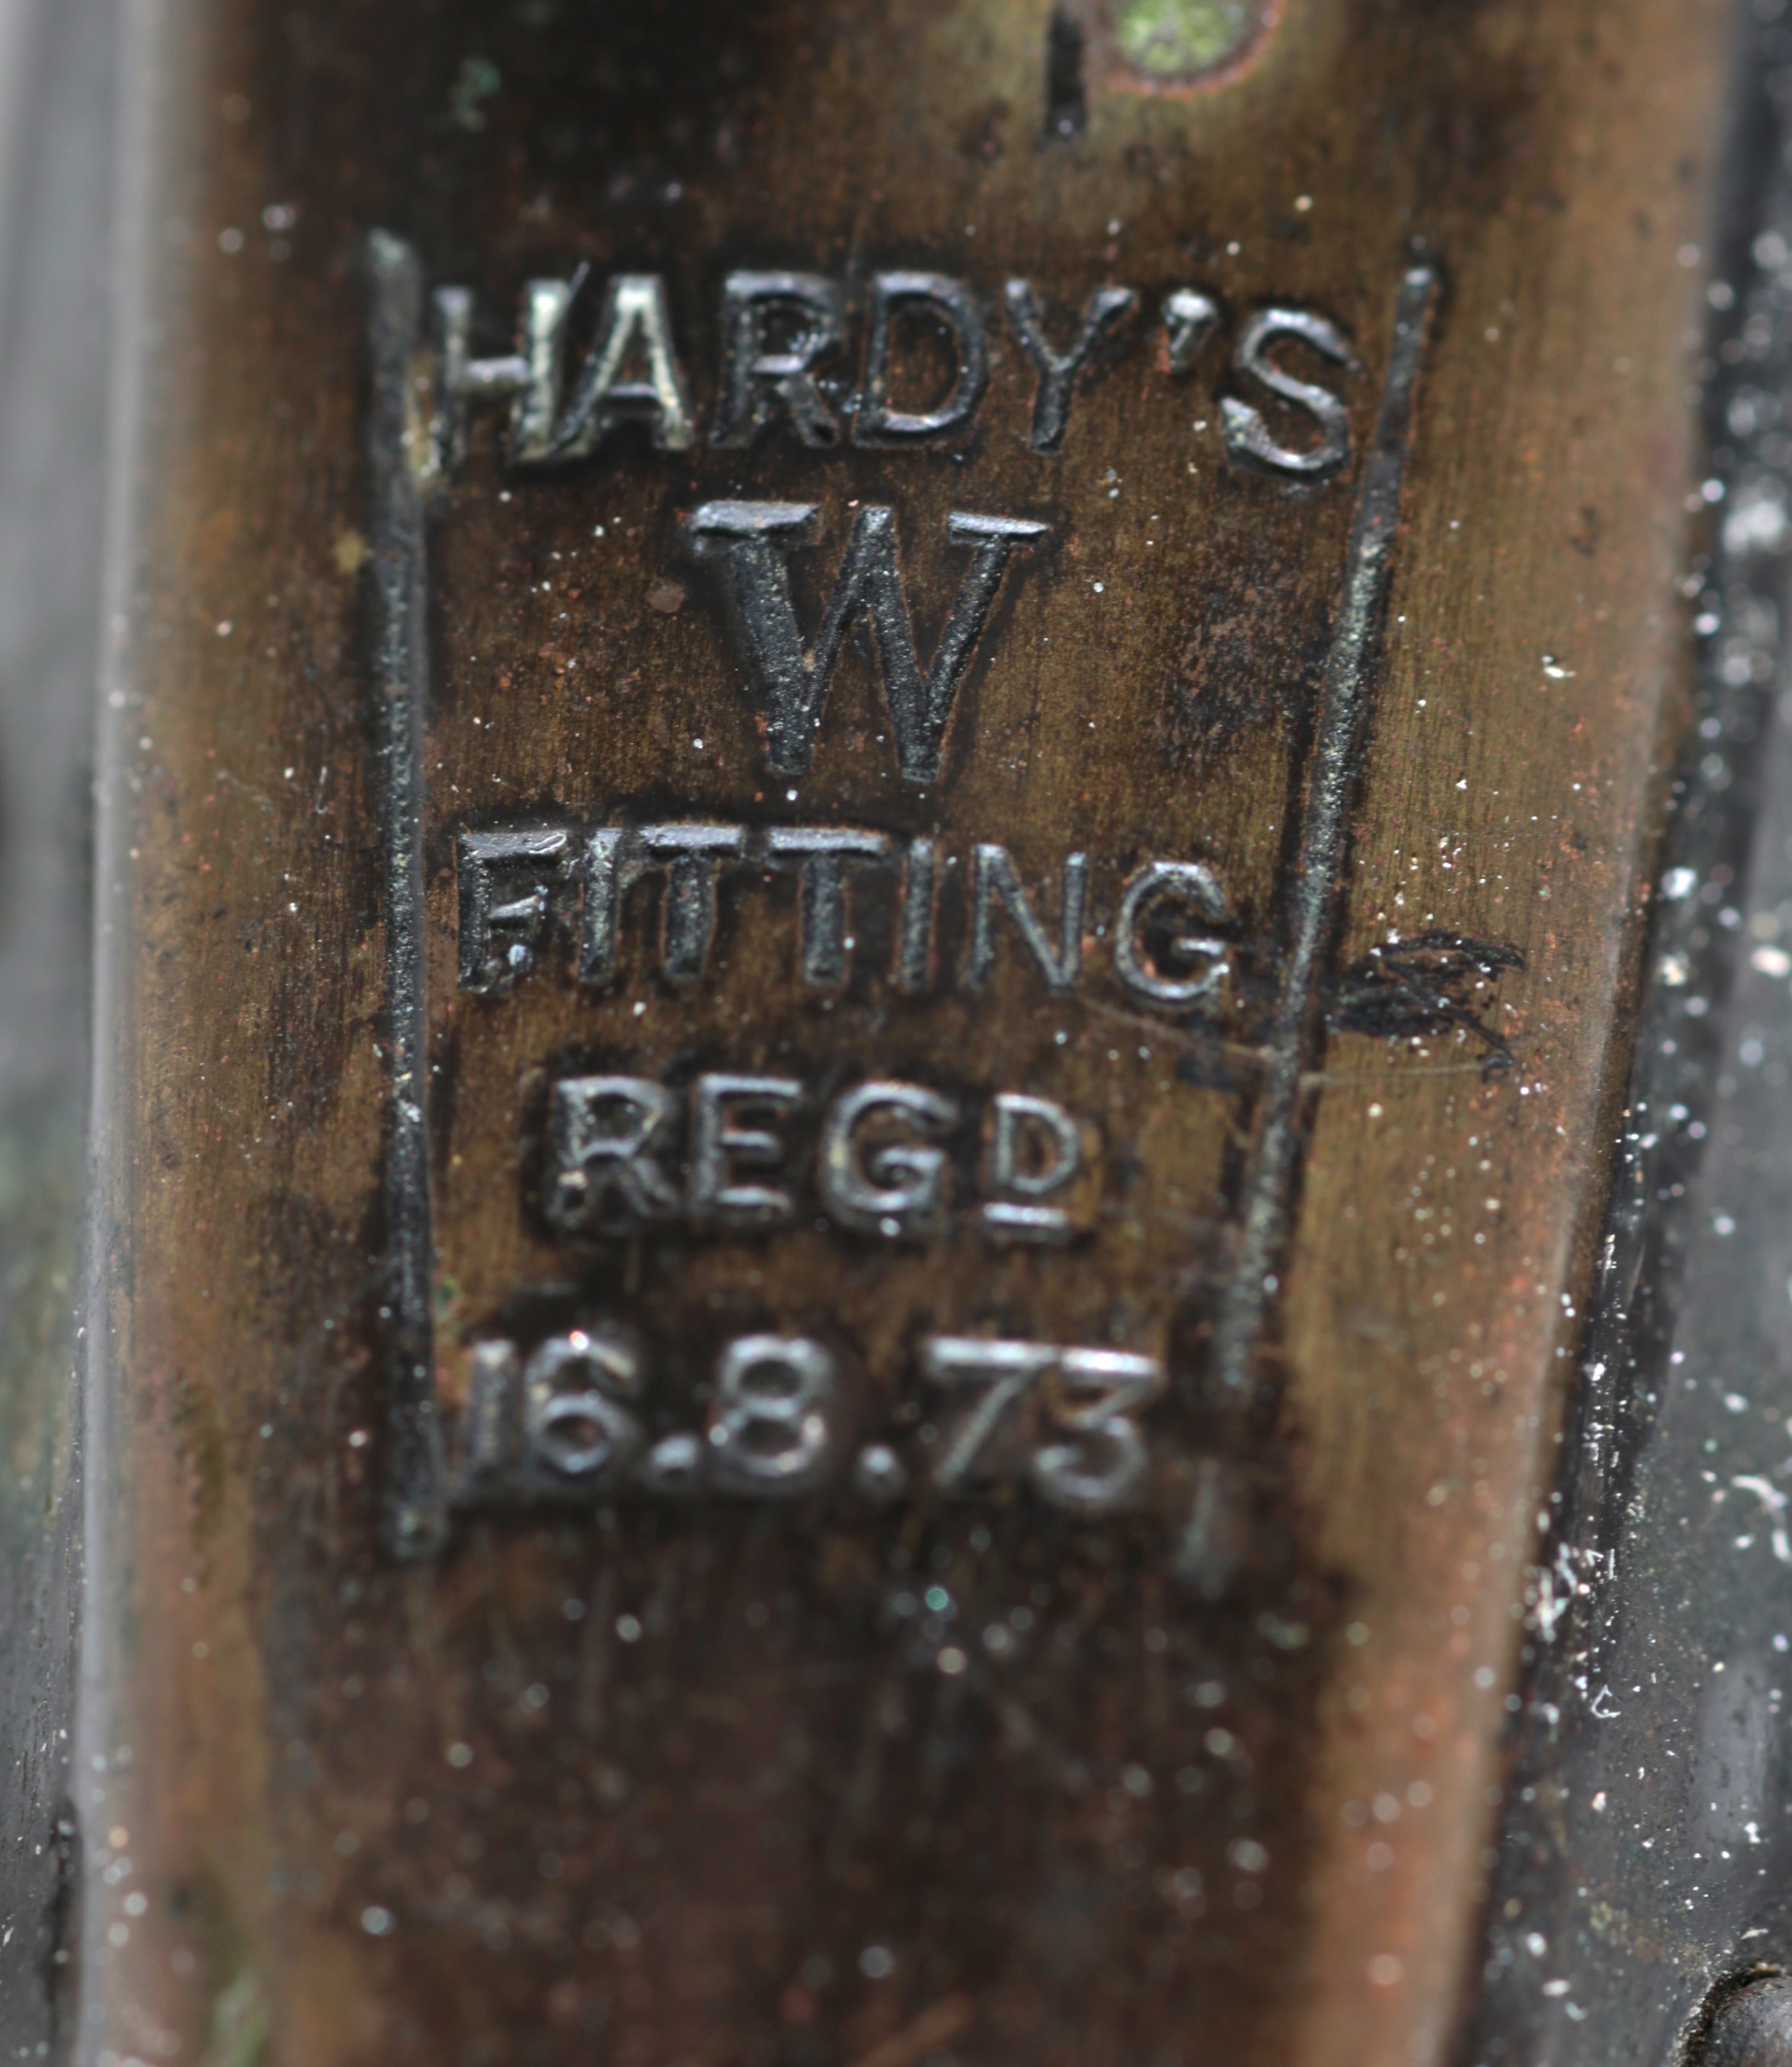 HARDY'S
W
FITTING
REGD
16.8.73